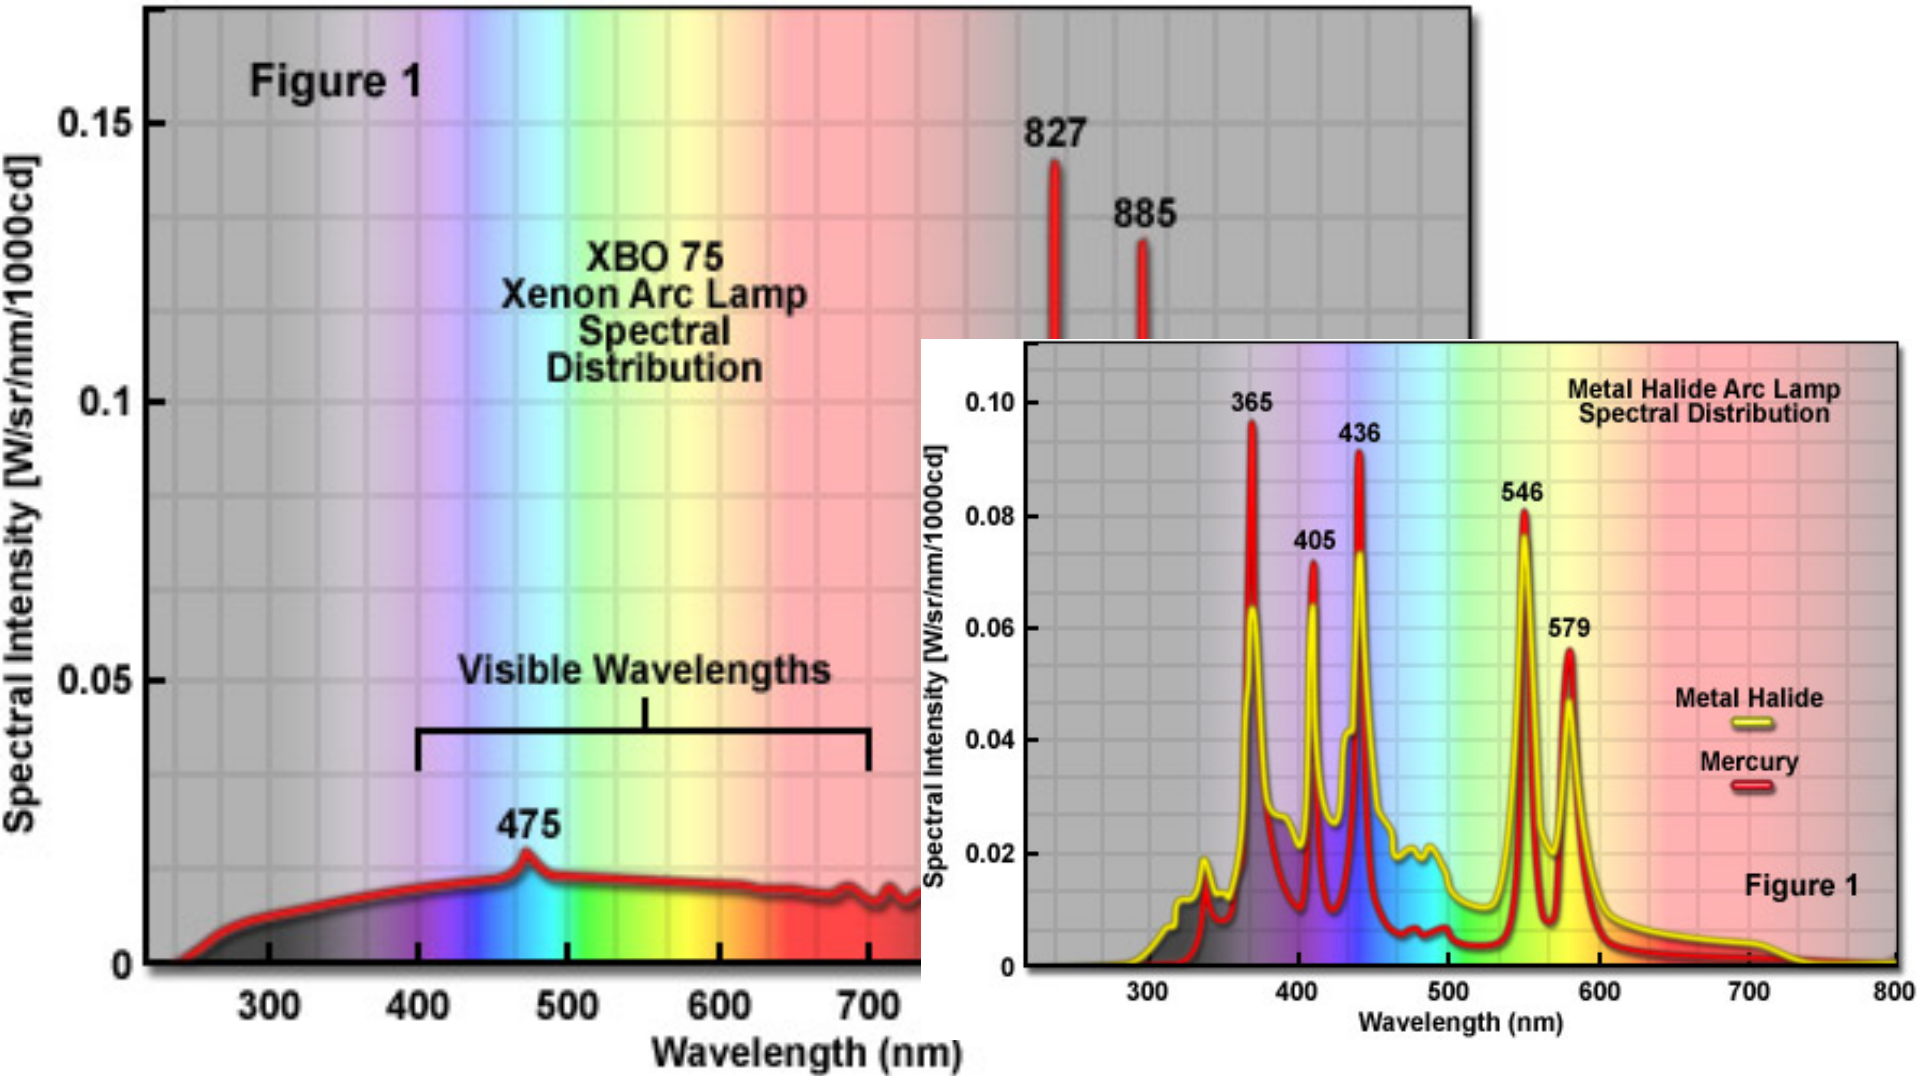 Figure 1
0.15
0.1
0.05
0
Spectral Intensity [W/sr/nm/1000cd]
827
885
XBO 75
Xenon Arc Lamp
Spectral
Distribution
Visible Wavelengths
475
300 400 500 600 700
Wavelength (nm)
Metal Halide Arc Lamp
Spectral Distribution
0.10
0.08
0.06
0.04
0.02
0
Spectral Intensity [W/sr/nm/1000cd]
365
436
405
546
579
Metal Halide
Mercury
Figure 1
300 400 500 600 700 800
Wavelength (nm)